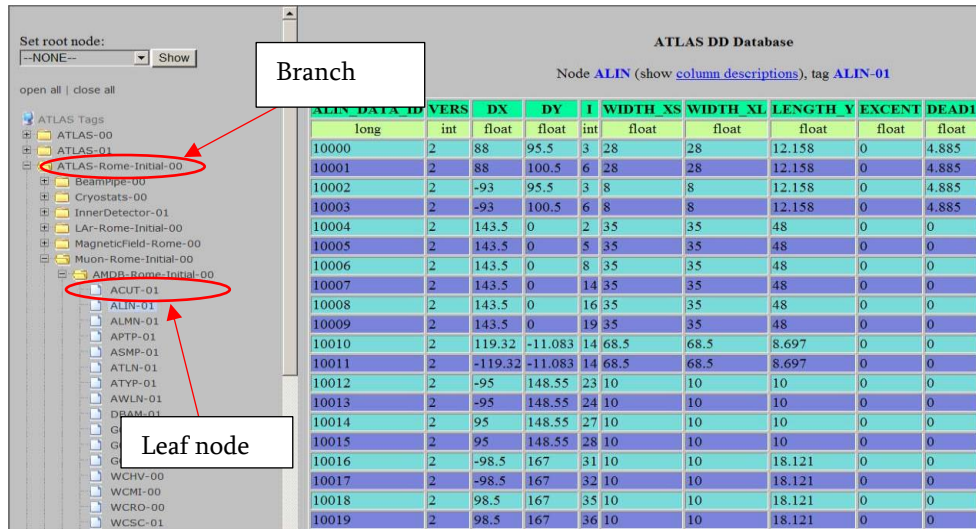 Set root node:
--NONE-- Show
open all | close all
ATLAS Tags
ATLAS-00
ATLAS-01
ATLAS-Rome-Initial-00
BeamPipe-00
Cryostats-00
InnerDetector-01
LAr-Rome-Initial-00
MagneticField-Rome-00
Muon-Rome-Initial-00
AMDB-Rome-Initial-00
ACUT-01
ALIN-01
ALMN-01
APTP-01
ASMP-01
ATLN-01
ATYP-01
AWLN-01
DBAM-01
WCHV-00
WCMI-00
WCRO-00
WCSC-01
Branch
Leaf node
ATLAS DD Database
Node ALIN (show column descriptions), tag ALIN-01
ALIN_DATA_ID VERS DX DY I WIDTH_XS WIDTH_XL LENGTH_Y EXCENT DEAD1
long int float float int float float float float float
10000 2 88 95.5 3 28 28 12.158 0 4.885
10001 2 88 100.5 6 28 28 12.158 0 4.885
10002 2 -93 95.5 3 8 8 12.158 0 4.885
10003 2 -93 100.5 6 8 8 12.158 0 4.885
10004 2 143.5 0 2 35 35 48 0 0
10005 2 143.5 0 5 35 35 48 0 0
10006 2 143.5 0 8 35 35 48 0 0
10007 2 143.5 0 14 35 35 48 0 0
10008 2 143.5 0 16 35 35 48 0 0
10009 2 143.5 0 19 35 35 48 0 0
10010 2 119.32 -11.083 14 68.5 68.5 8.697 0 0
10011 2 -119.32 -11.083 14 68.5 68.5 8.697 0 0
10012 2 -95 148.55 23 10 10 10 0 0
10013 2 -95 148.55 24 10 10 10 0 0
10014 2 95 148.55 27 10 10 10 0 0
10015 2 95 148.55 28 10 10 10 0 0
10016 2 -98.5 167 31 10 10 18.121 0 0
10017 2 -98.5 167 32 10 10 18.121 0 0
10018 2 98.5 167 35 10 10 18.121 0 0
10019 2 98.5 167 36 10 10 18.121 0 0